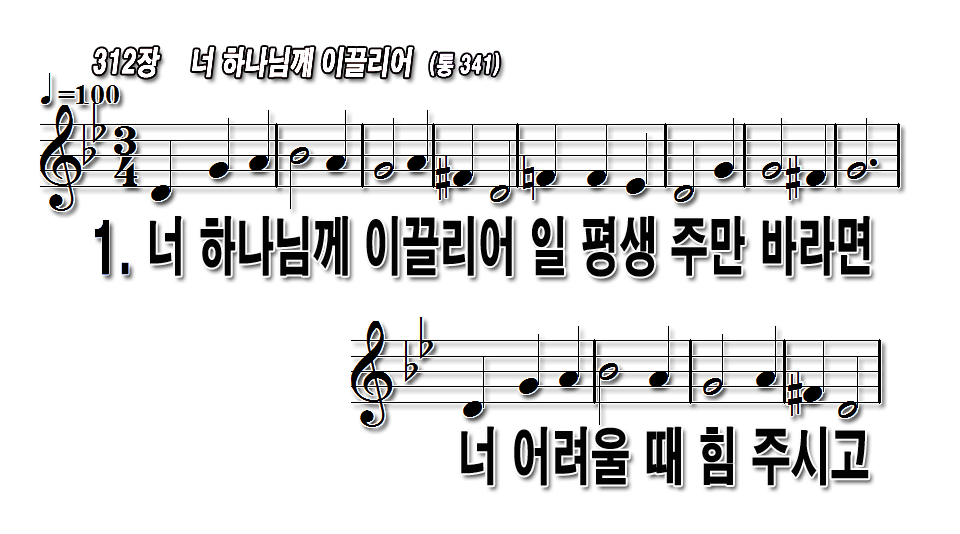 312장 너 하나님께 이끌리어 (통 341)
♩=100
3
4
1. 너 하나님께 이끌리어 일 평생 주만 바라면
너 어려울 때 힘 주시고